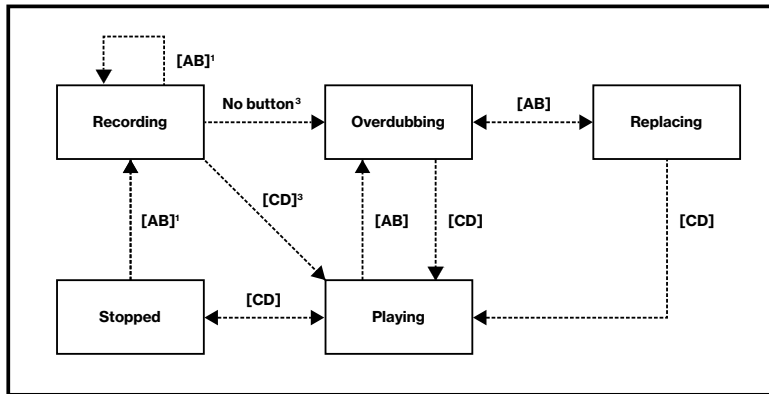 [AB]¹
No button³
[AB]
Recording
Overdubbing
Replacing
[CD]³
[AB]¹
[AB]
[CD]
[CD]
[CD]
Stopped
Playing